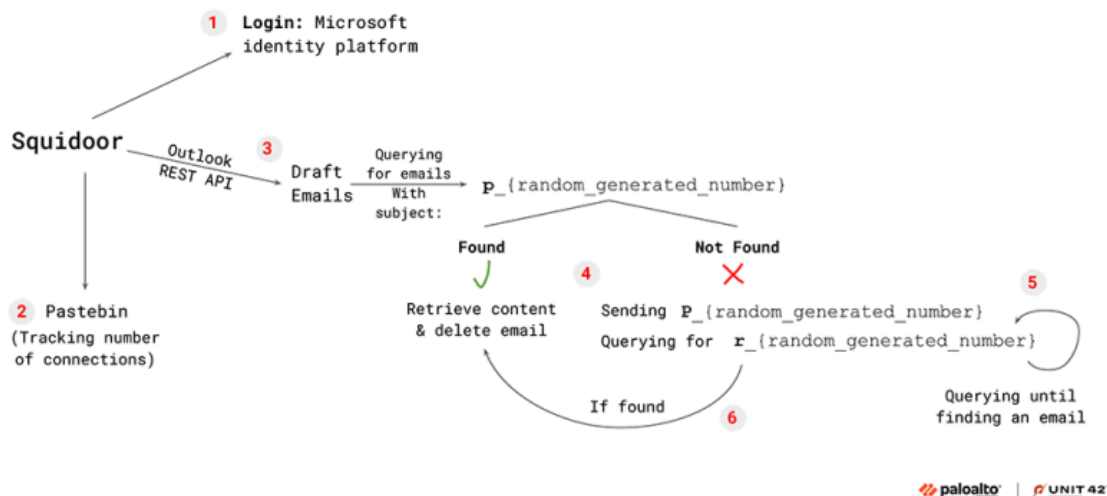 1 Login: Microsoft
identity platform
Squidoor
Outlook
REST API
3
Draft
Emails
Querying
for emails
With
subject:
p_{random_generated_number}
Found
Not Found
4
Retrieve content
& delete email
Sending P_{random_generated_number}
Querying for r_{random_generated_number}
5
Querying until
finding an email
If found
6
2 Pastebin
(Tracking number
of connections)
paloalto
UNIT 42